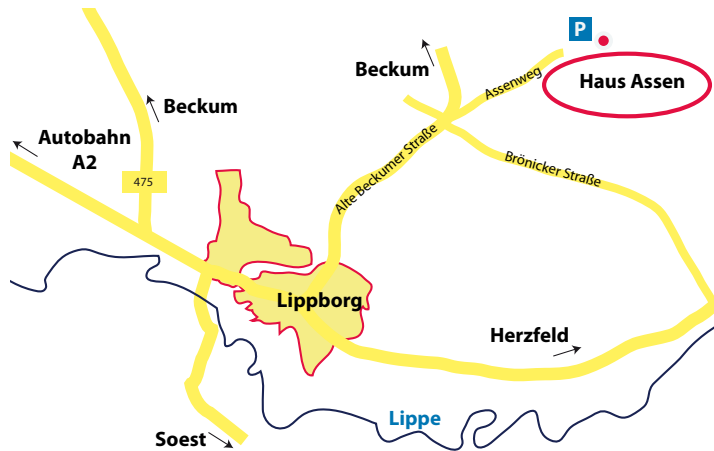 P
Beckum
Assenweg
Haus Assen
Beckum
Autobahn
A2
475
Alte Beckumer Straße
Brönicker Straße
Lippborg
Herzfeld
Lippe
Soest